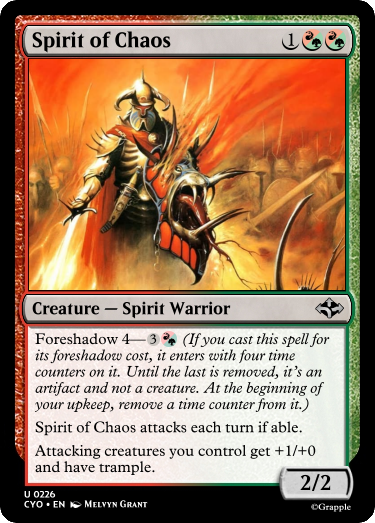 Spirit of Chaos 1
Creature — Spirit Warrior
Foreshadow 4—3 (If you cast this spell for
its foreshadow cost, it enters with four time
counters on it. Until the last is removed, it's an
artifact and not a creature. At the beginning of
your upkeep, remove a time counter from it.)
Spirit of Chaos attacks each turn if able.
Attacking creatures you control get +1/+0
and have trample.
2/2
U 0226
CYO • EN Melvyn Grant
©Grapple